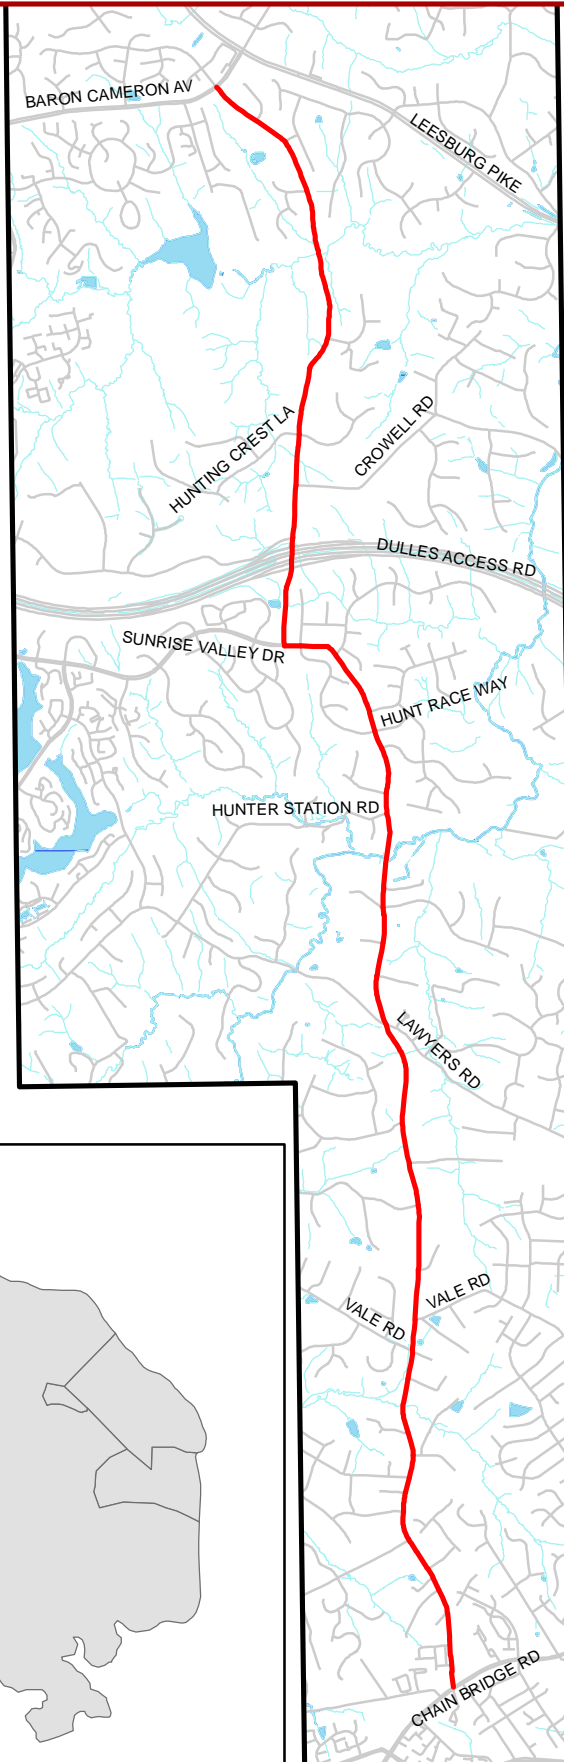 BARON CAMERON AV
LEESBURG PIKE
HUNTING CREST LA
CROWELL RD
DULLES ACCESS RD
SUNRISE VALLEY DR
HUNT RACE WAY
HUNTER STATION RD
LAWYERS RD
VALE RD
VALE RD
CHAIN BRIDGE RD